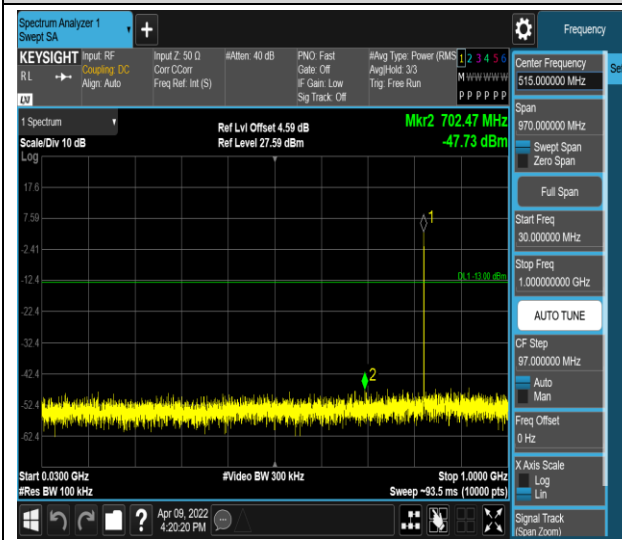 Spectrum Analyzer 1
Swept SA
Frequency
KEYSIGHT
RL
LXI
Input: RF
Coupling: DC
Align: Auto
Input Z: 50 Ω
Corr CCorr
Freq Ref: Int (S)
#Atten: 40 dB
PNO: Fast
Gate: Off
IF Gain: Low
Sig Track: Off
#Avg Type: Power (RMS
Avg|Hold: 3/3
Trig: Free Run
1 2 3 4 5 6
M W W W W W
P P P P P P
1 Spectrum
Scale/Div 10 dB
Log
Ref Lvl Offset 4.59 dB
Ref Level 27.59 dBm
Mkr2 702.47 MHz
-47.73 dBm
17.6
7.59
-2.41
-12.4
-22.4
-32.4
-42.4
-52.4
-62.4
1
DL1 -13.00 dBm
2
Start 0.0300 GHz
#Res BW 100 kHz
#Video BW 300 kHz
Stop 1.0000 GHz
Sweep ~93.5 ms (10000 pts)
?
Apr 09, 2022
4:20:20 PM
Center Frequency
515.000000 MHz
Set
Span
970.000000 MHz
Swept Span
Zero Span
Full Span
Start Freq
30.000000 MHz
Stop Freq
1.000000000 GHz
AUTO TUNE
CF Step
97.000000 MHz
Auto
Man
Freq Offset
0 Hz
X Axis Scale
Log
Lin
Signal Track
(Span Zoom)